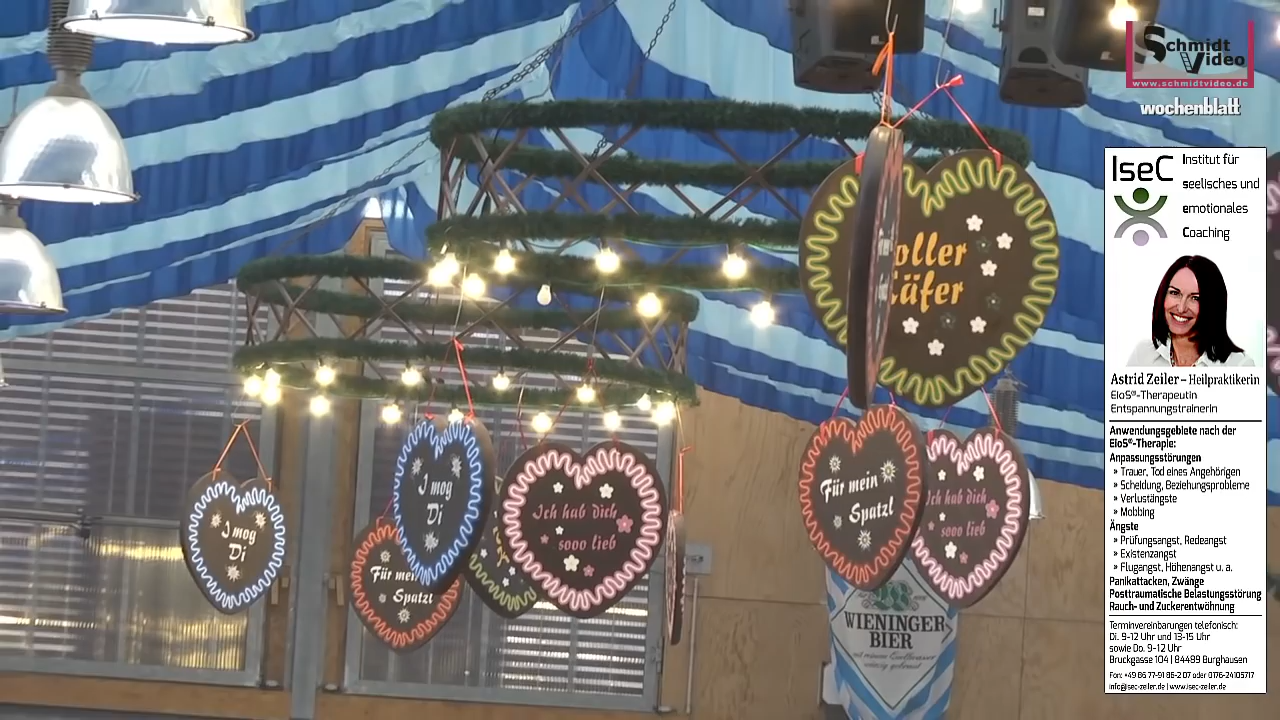 Schmidt
Video
www.schmidtvideo.de
wochenblatt
IseC
Institut für
seelisches und
emotionales
Coaching
Astrid Zeiler – Heilpraktikerin
EloS®-Therapeutin
Entspannungstrainerin
Anwendungsgebiete nach der
EloS®-Therapie:
Anpassungsstörungen
» Trauer, Tod eines Angehörigen
» Scheidung, Beziehungsprobleme
» Verlustängste
» Mobbing
Ängste
» Prüfungsangst, Redeangst
» Existenzangst
» Flugangst, Höhenangst u. a.
Panikattacken, Zwänge
Posttraumatische Belastungsstörung
Rauch- und Zuckerentwöhnung
Terminvereinbarungen telefonisch:
Di. 9-12 Uhr und 13-15 Uhr
sowie Do. 9-12 Uhr
Burghausen
info@isec-zeiler.de | www.isec-zeiler.de
oller
äfer
I mog
Di
Für mein
Spatzl
I mog
Di
Ich hab dich
sooo lieb
Für mein
Spatzl
Ich hab dich
sooo lieb
WIENINGER
BIER